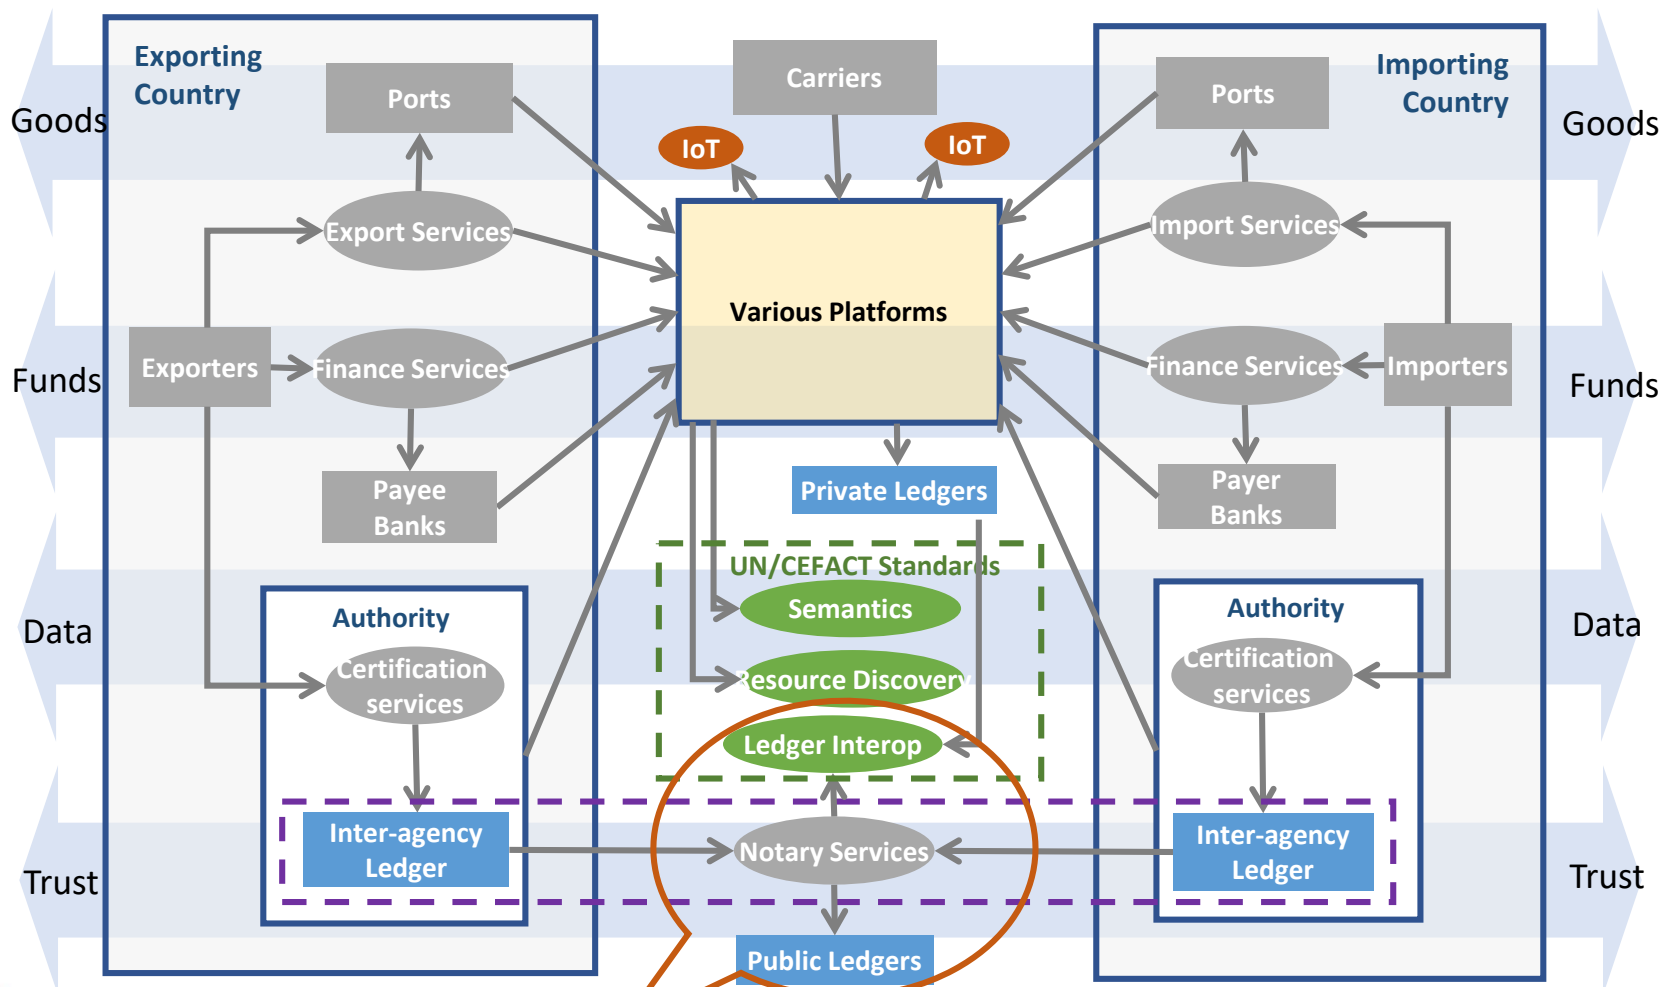 Exporting
Country
Importing
Country
Carriers
Ports
Ports
Goods
Goods
IoT
IoT
Export Services
Import Services
Various Platforms
Exporters
Finance Services
Finance Services
Importers
Funds
Funds
Payee
Banks
Private Ledgers
Payer
Banks
UN/CEFACT Standards
Authority
Semantics
Authority
Data
Data
Certification
services
Resource Discovery
Certification
services
Ledger Interop
Inter-agency
Ledger
Notary Services
Inter-agency
Ledger
Trust
Trust
Public Ledgers